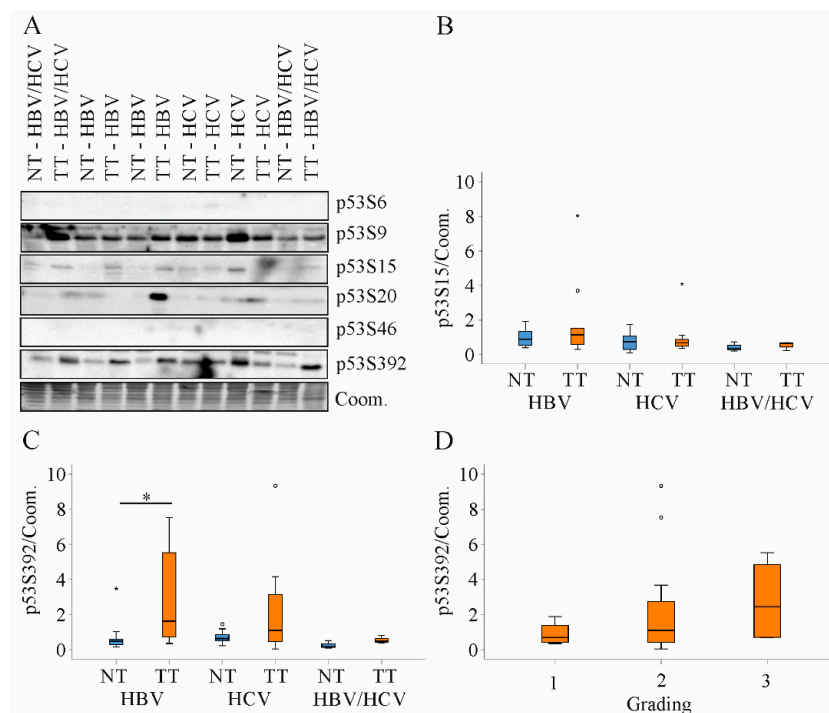 A
NT - HBV/HCV
TT - HBV/HCV
NT - HBV
TT - HBV
NT - HBV
TT - HBV
NT - HCV
TT - HCV
NT - HCV
TT - HCV
NT - HBV/HCV
TT - HBV/HCV
p53S6
p53S9
p53S15
p53S20
p53S46
p53S392
Coom.
B
p53S15/Coom.
10
8
6
4
2
0
NT TT NT TT NT TT
HBV HCV HBV/HCV
C
p53S392/Coom.
10
8
6
4
2
0
*
NT TT NT TT NT TT
HBV HCV HBV/HCV
D
p53S392/Coom.
10
8
6
4
2
0
1 2 3
Grading